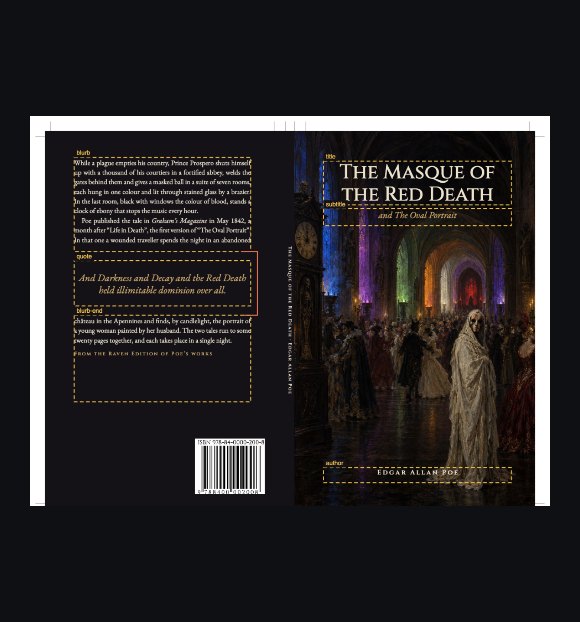 blurb
While a plague empties his country, Prince Prospero shuts himself
up with a thousand of his courtiers in a fortified abbey, welds the
gates behind them and gives a masked ball in a suite of seven rooms,
each hung in one colour and lit through stained glass by a brazier.
In the last room, black with windows the colour of blood, stands a
clock of ebony that stops the music every hour.
Poe published the tale in Graham's Magazine in May 1842, a
month after "Life in Death", the first version of "The Oval Portrait".
In that one a wounded traveller spends the night in an abandoned
quote
And Darkness and Decay and the Red Death
held illimitable dominion over all.
blurb-end
château in the Apennines and finds, by candlelight, the portrait of
a young woman painted by her husband. The two tales run to some
twenty pages together, and each takes place in a single night.
From the Raven Edition of Poe's works
ISBN 978-84-0000-200-8
The Masque of the Red Death · Edgar Allan Poe
title
The Masque of
the Red Death
subtitle
and The Oval Portrait
author
Edgar Allan Poe